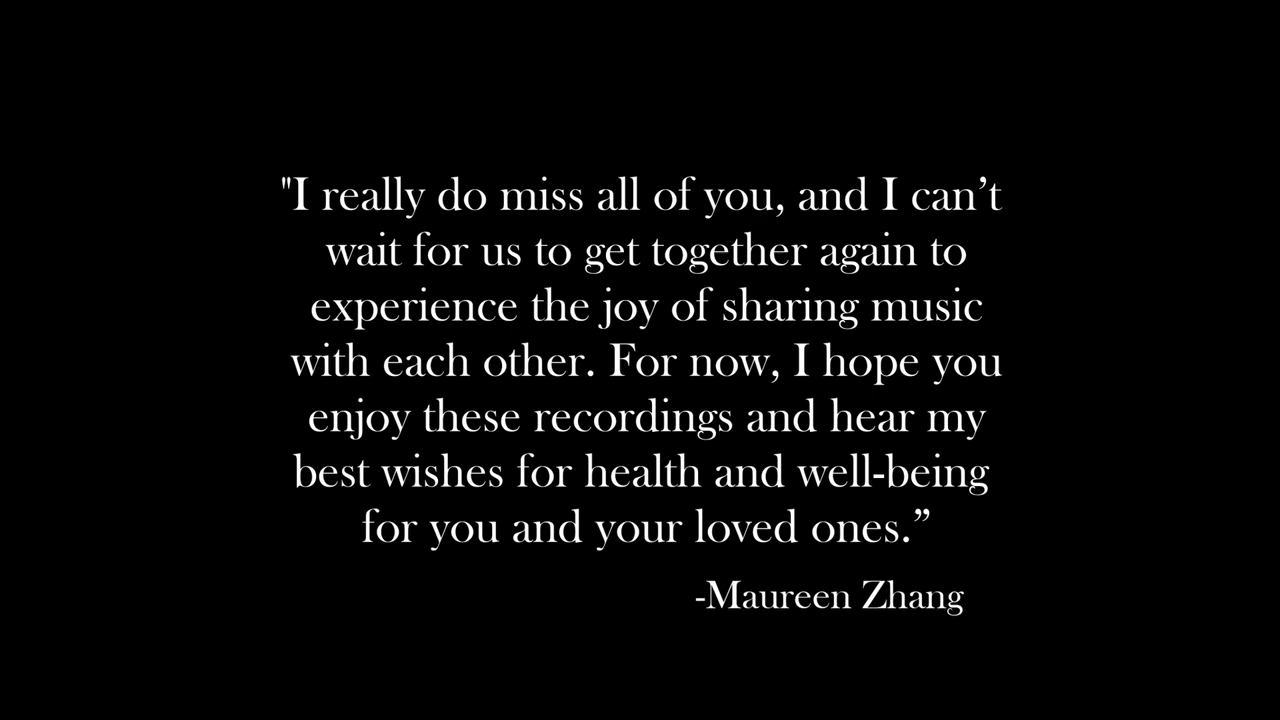 "I really do miss all of you, and I can’t
wait for us to get together again to
experience the joy of sharing music
with each other. For now, I hope you
enjoy these recordings and hear my
best wishes for health and well-being
for you and your loved ones.”
-Maureen Zhang